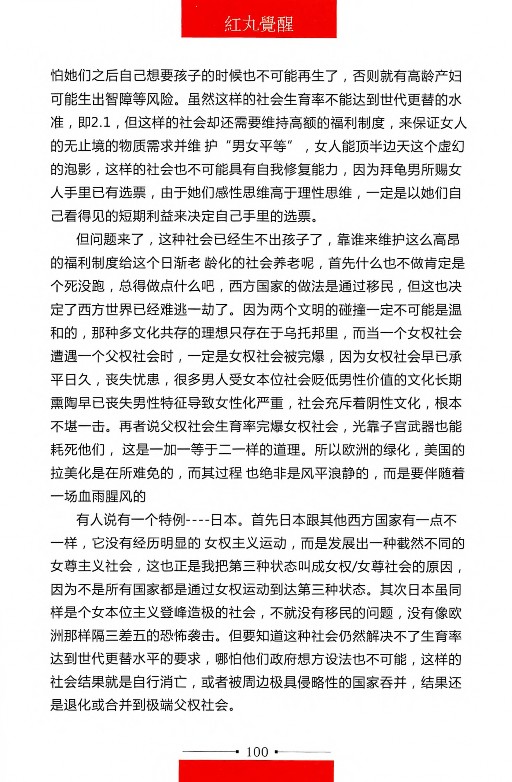 紅丸覺醒
怕她们之后自己想要孩子的时候也不可能再生了，否则就有高龄产妇
可能生出智障等风险。虽然这样的社会生育率不能达到世代更替的水
准，即2.1，但这样的社会却还需要维持高额的福利制度，来保证女人
的无止境的物质需求并维 护“男女平等”，女人能顶半边天这个虚幻
的泡影，这样的社会也不可能具有自我修复能力，因为拜龟男所赐女
人手里已有选票，由于她们感性思维高于理性思维，一定是以她们自
己看得见的短期利益来决定自己手里的选票。
但问题来了，这种社会已经生不出孩子了，靠谁来维护这么高昂
的福利制度给这个日渐老 龄化的社会养老呢，首先什么也不做肯定是
个死没跑，总得做点什么吧，西方国家的做法是通过移民，但这也决
定了西方世界已经难逃一劫了。因为两个文明的碰撞一定不可能是温
和的，那种多文化共存的理想只存在于乌托邦里，而当一个女权社会
遭遇一个父权社会时，一定是女权社会被完爆，因为女权社会早已承
平日久，丧失忧患，很多男人受女本位社会贬低男性价值的文化长期
熏陶早已丧失男性特征导致女性化严重，社会充斥着阴性文化，根本
不堪一击。再者说父权社会生育率完爆女权社会，光靠子宫武器也能
耗死他们， 这是一加一等于二一样的道理。所以欧洲的绿化，美国的
拉美化是在所难免的，而其过程 也绝非是风平浪静的，而是要伴随着
一场血雨腥风的
有人说有一个特例----日本。首先日本跟其他西方国家有一点不
一样，它没有经历明显的 女权主义运动，而是发展出一种截然不同的
女尊主义社会，这也正是我把第三种状态叫成女权/女尊社会的原因，
因为不是所有国家都是通过女权运动到达第三种状态。其次日本虽同
样是个女本位主义登峰造极的社会，不就没有移民的问题，没有像欧
洲那样隔三差五的恐怖袭击。但要知道这种社会仍然解决不了生育率
达到世代更替水平的要求，哪怕他们政府想方设法也不可能，这样的
社会结果就是自行消亡，或者被周边极具侵略性的国家吞并，结果还
是退化或合并到极端父权社会。
100